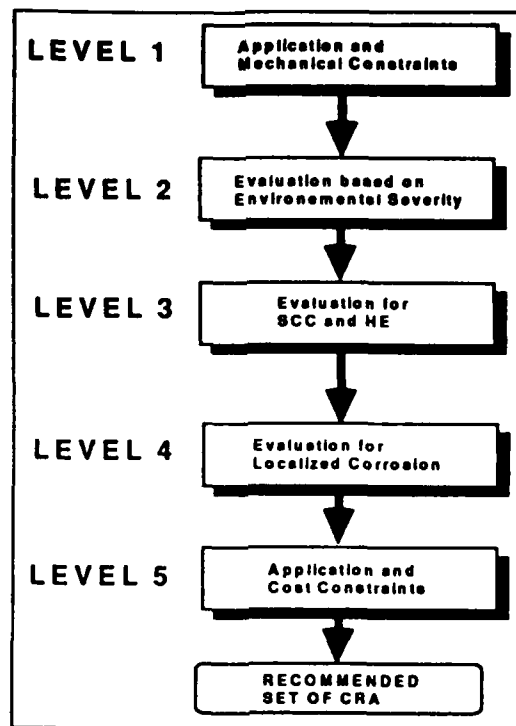 LEVEL 1
Application and
Mechanical Constraints
LEVEL 2
Evaluation based on
Environemental Severity
LEVEL 3
Evaluation for
SCC and HE
LEVEL 4
Evaluation for
Localized Corrosion
LEVEL 5
Application and
Cost Constraints
RECOMMENDED
SET OF CRA